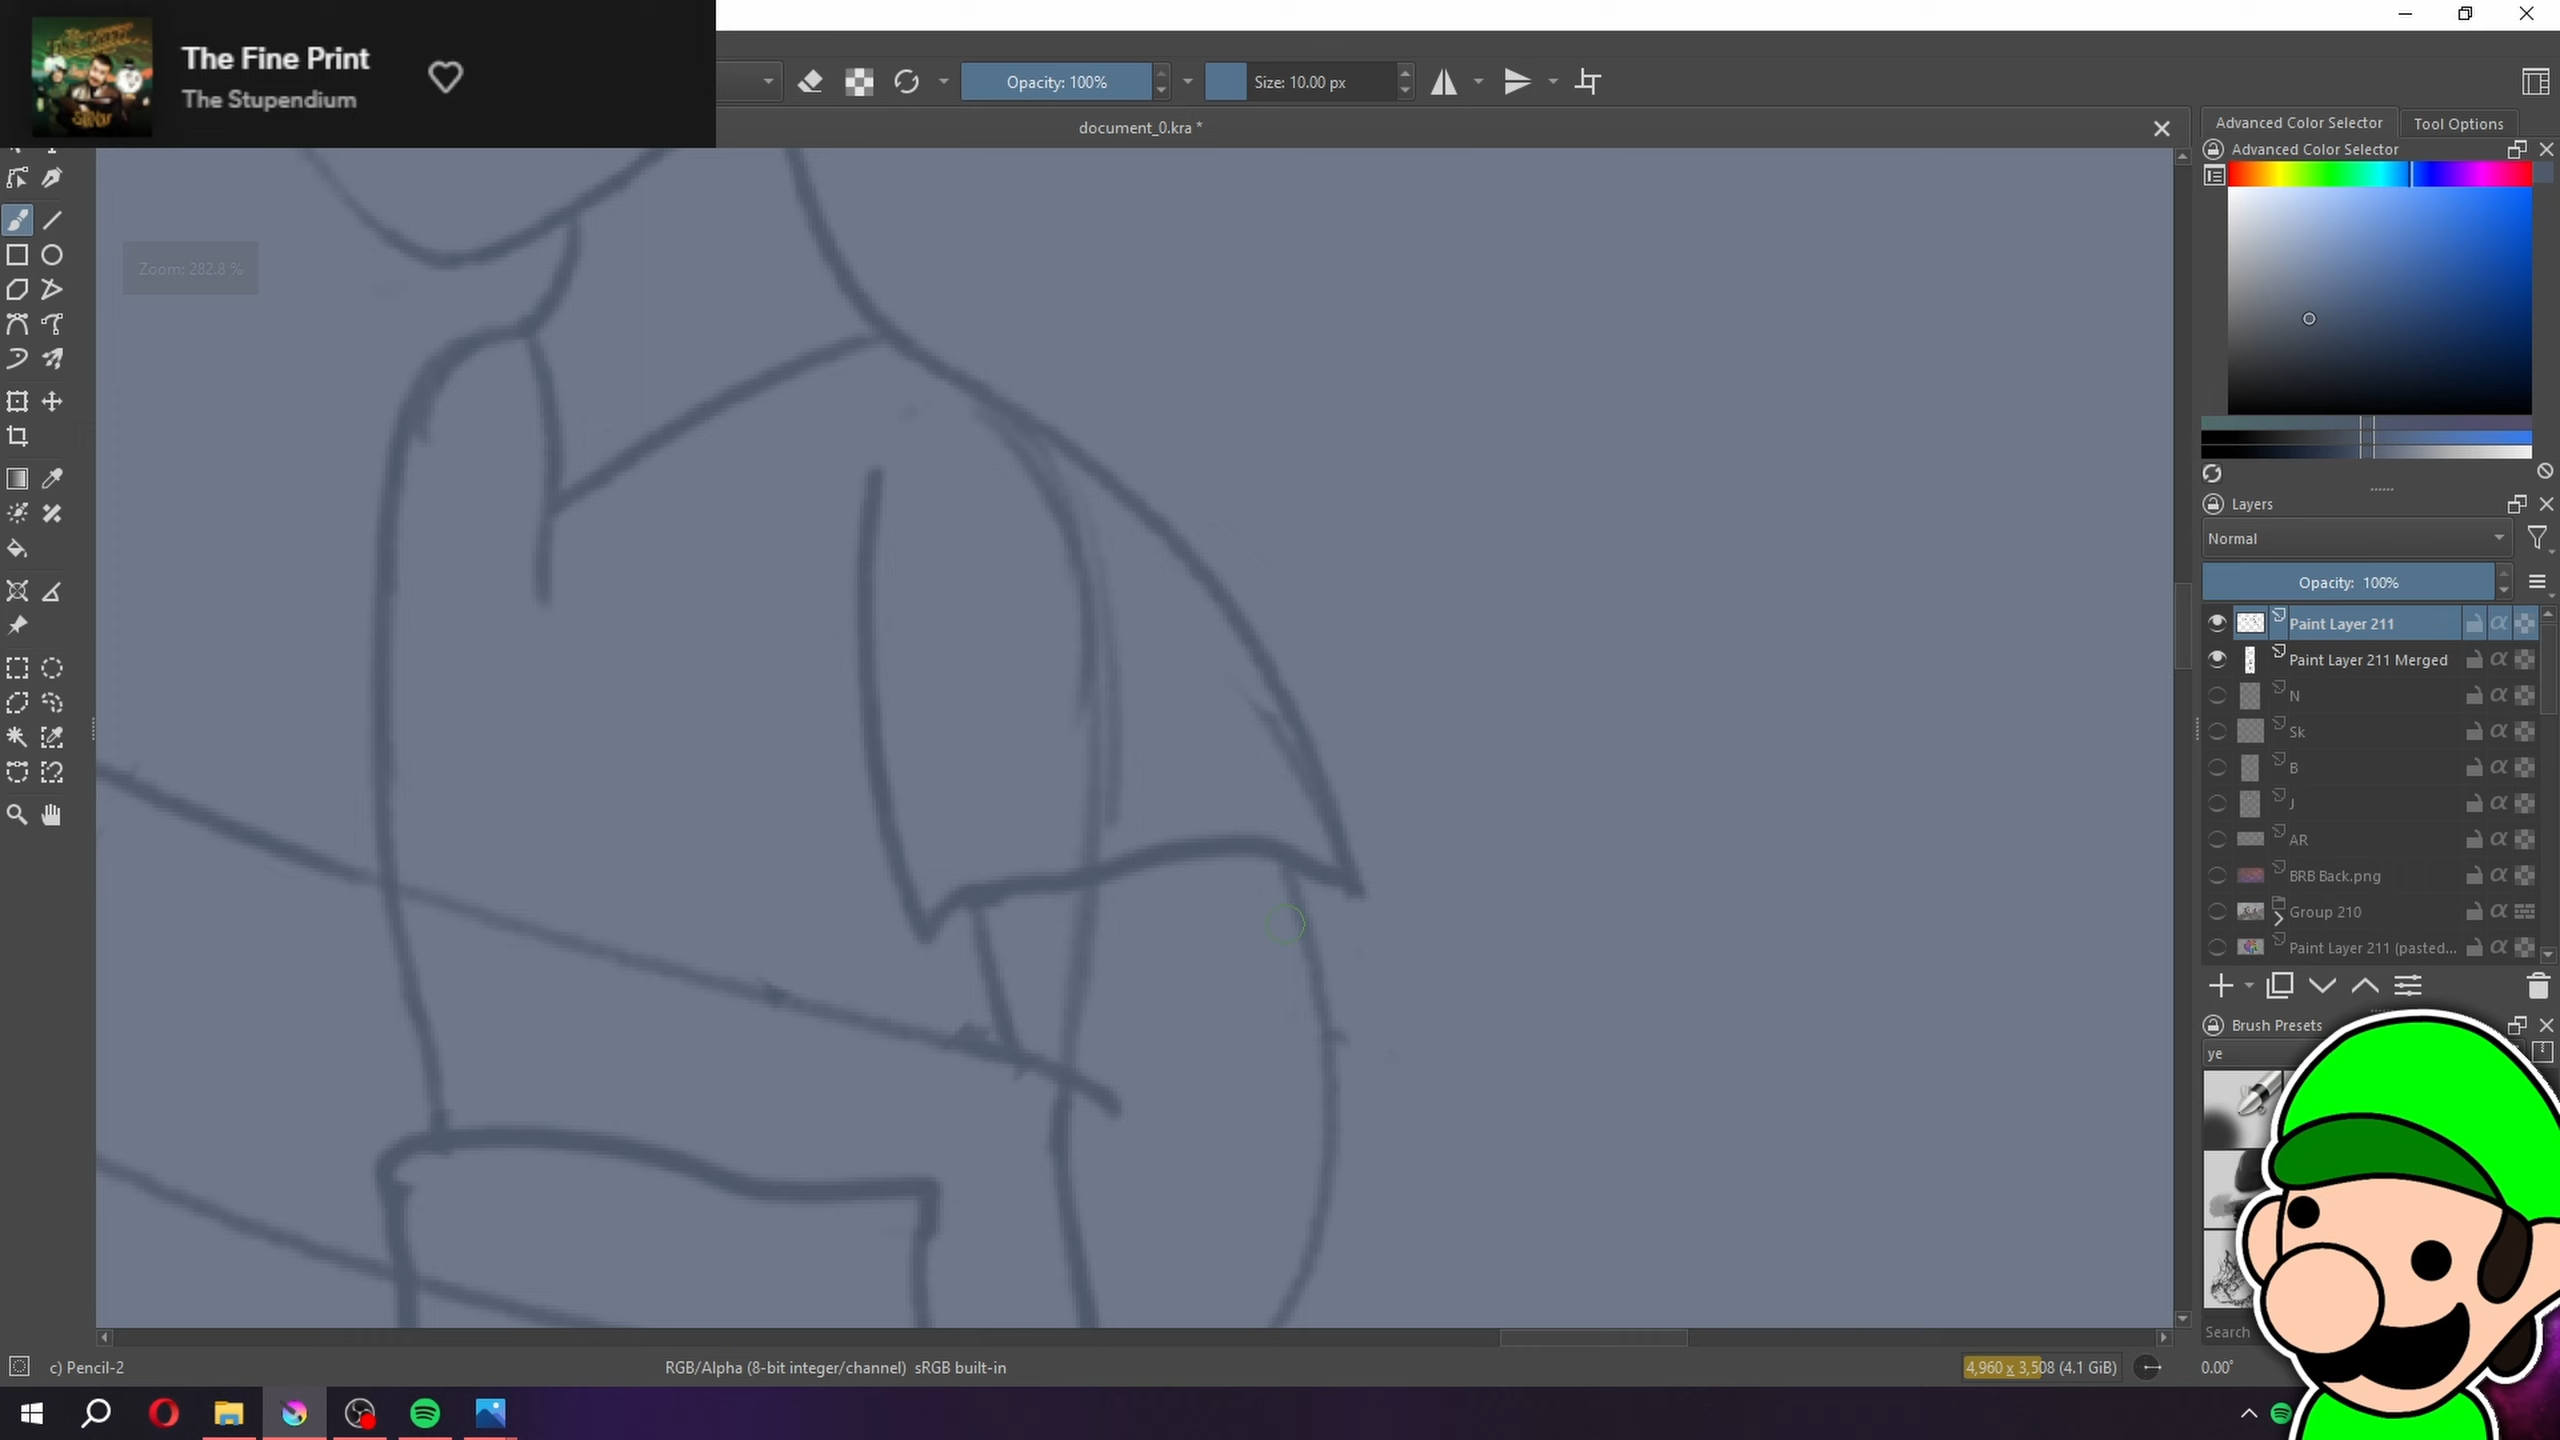 The Fine Print
The Stupendium
Opacity: 100%
Size: 10.00 px
document_0.kra *
Advanced Color Selector
Tool Options
Advanced Color Selector
Zoom: 282.8 %
Layers
Normal
Opacity: 100%
Paint Layer 211
Paint Layer 211 Merged
N
Sk
B
J
AR
BRB Back.png
Group 210
Paint Layer 211 (pasted...
Brush Presets
ye
Search
c) Pencil-2
RGB/Alpha (8-bit integer/channel) sRGB built-in
4,960 x 3,508 (4.1 GiB)
0.00°